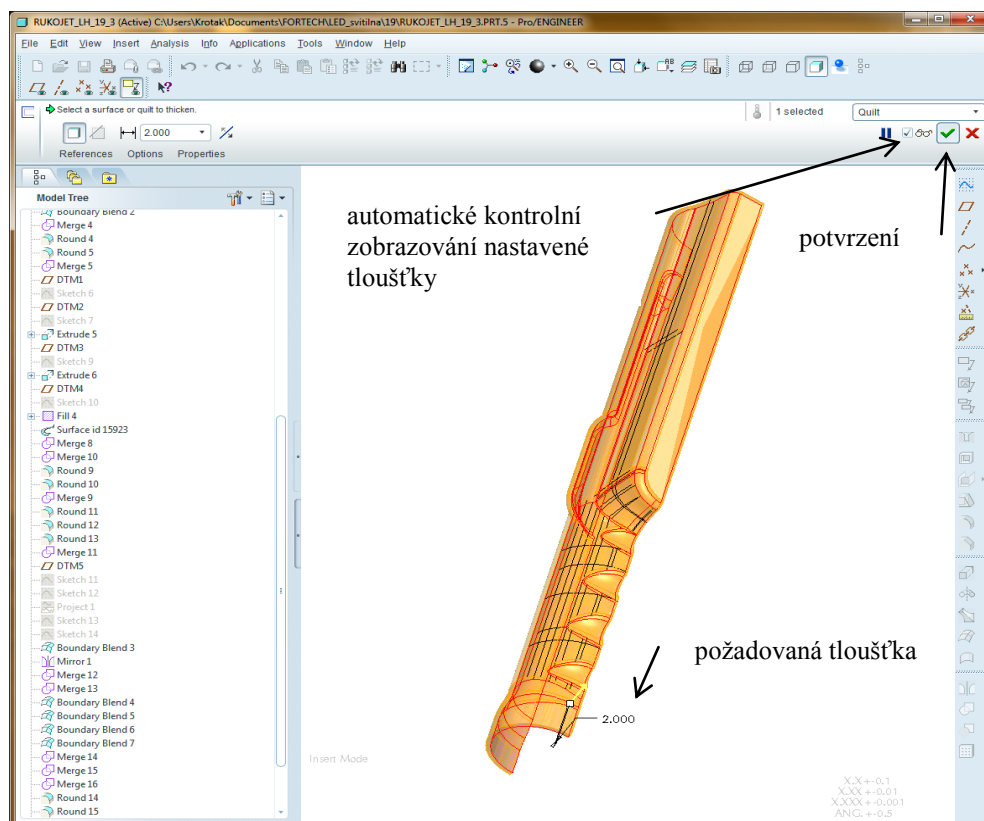 RUKOJET_LH_19_3 (Active) C:\Users\Krotak\Documents\FORTECH\LED_svitilna\19\RUKOJET_LH_19_3.PRT.5 - Pro/ENGINEER
File Edit View Insert Analysis Info Applications Tools Window Help
Select a surface or quilt to thicken.
1 selected
Quilt
2.000
References Options Properties
Model Tree
Boundary Blend 2
Merge 4
Round 4
Round 5
Merge 5
DTM1
Sketch 6
DTM2
Sketch 7
Extrude 5
DTM3
Sketch 9
Extrude 6
DTM4
Sketch 10
Fill 4
Surface id 15923
Merge 8
Merge 10
Round 9
Round 10
Merge 9
Round 11
Round 12
Round 13
Merge 11
DTM5
Sketch 11
Sketch 12
Project 1
Sketch 13
Sketch 14
Boundary Blend 3
Mirror 1
Merge 12
Merge 13
Boundary Blend 4
Boundary Blend 5
Boundary Blend 6
Boundary Blend 7
Merge 14
Merge 15
Merge 16
Round 14
Round 15
automatické kontrolní
zobrazování nastavené
tloušťky
potvrzení
požadovaná tloušťka
2.000
Insert Mode
X.X +-0.1
X.XX +-0.01
X.XXX +-0.001
ANG. +-0.5